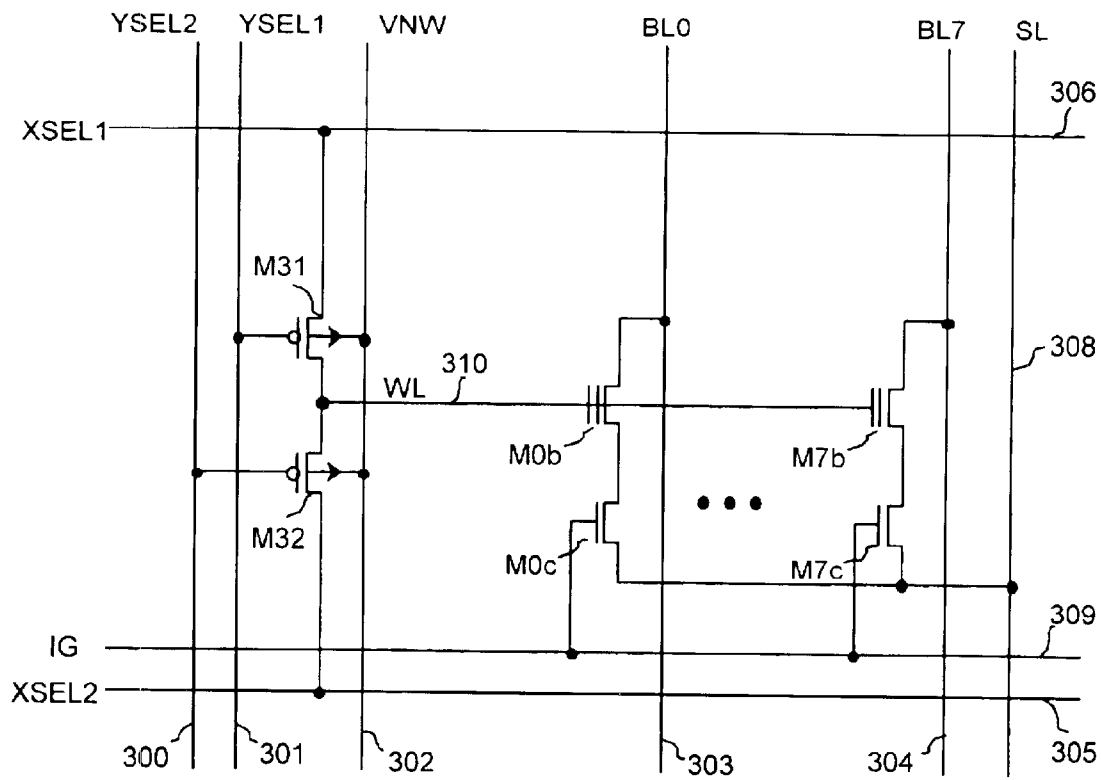 YSEL2 YSEL1 VNW BL0 BL7 SL
306
XSEL1
M31
308
310
WL
M0b
M7b
M32
M0c
M7c
IG
309
XSEL2
300 301 302 303 304 305